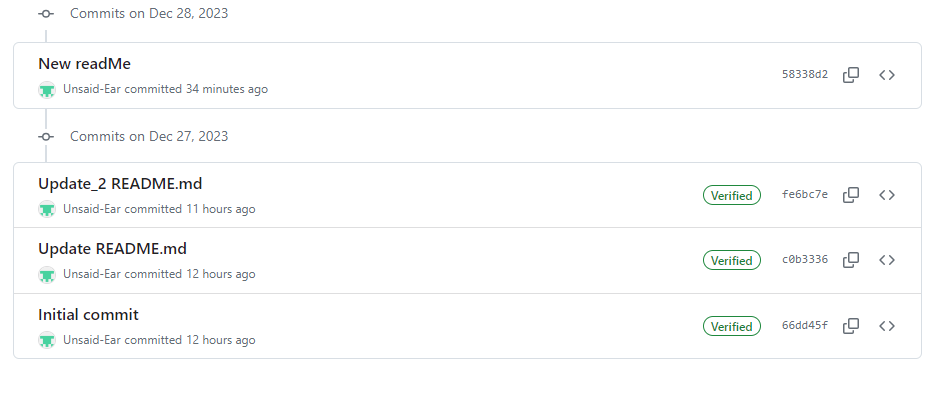 Commits on Dec 28, 2023
New readMe
58338d2
Unsaid-Ear committed 34 minutes ago
Commits on Dec 27, 2023
Update_2 README.md
Verified fe6bc7e
Unsaid-Ear committed 11 hours ago
Update README.md
Verified c0b3336
Unsaid-Ear committed 12 hours ago
Initial commit
Verified 66dd45f
Unsaid-Ear committed 12 hours ago